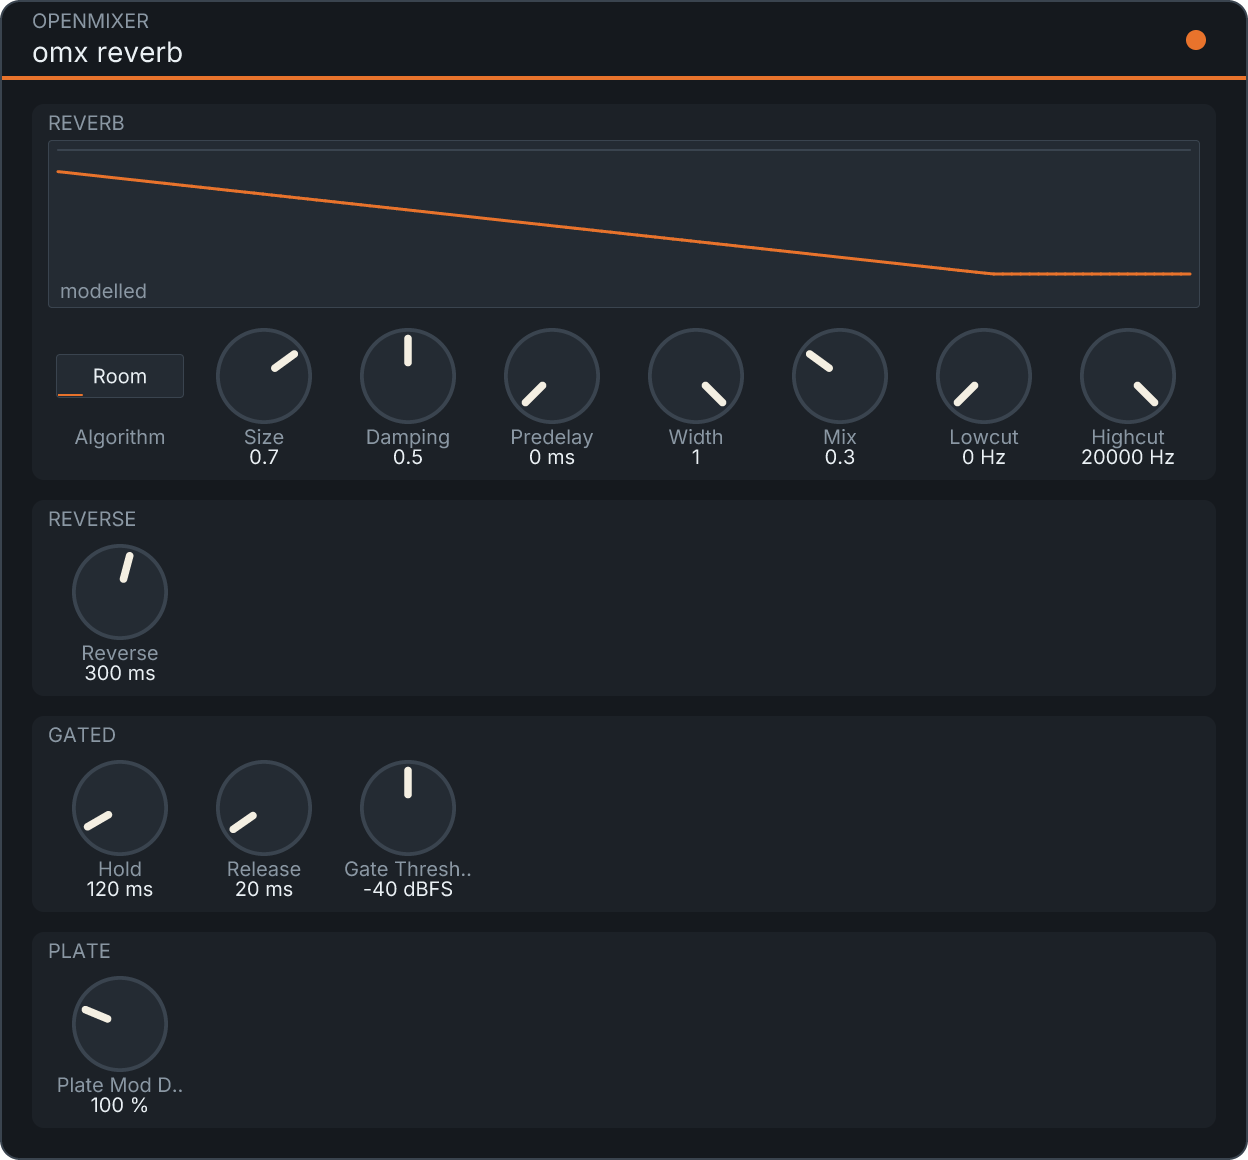 OPENMIXER
omx reverb
REVERB
modelled
Room
Algorithm Size Damping Predelay Width Mix Lowcut Highcut
0.7 0.5 0 ms 1 0.3 0 Hz 20000 Hz
REVERSE
Reverse
300 ms
GATED
Hold Release Gate Thresh..
120 ms 20 ms -40 dBFS
PLATE
Plate Mod D..
100 %